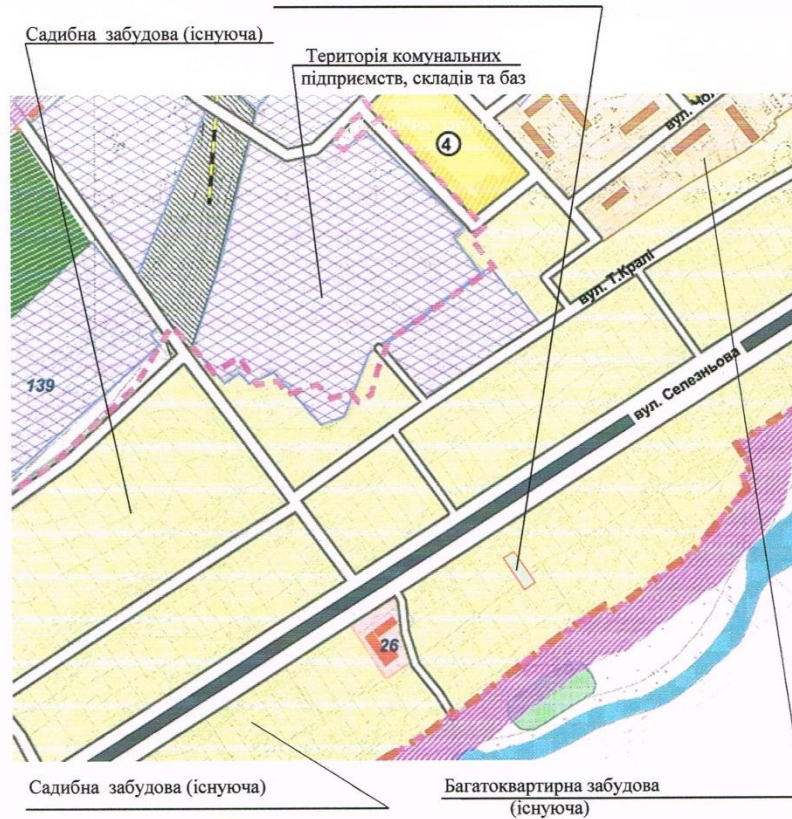 Садибна забудова (існуюча)
Територія комунальних
підприємств, складів та баз
4
вул. Т.Крапі
139
вул. Селезньова
26
Садибна забудова (існуюча)
Багатоквартирна забудова
(існуюча)